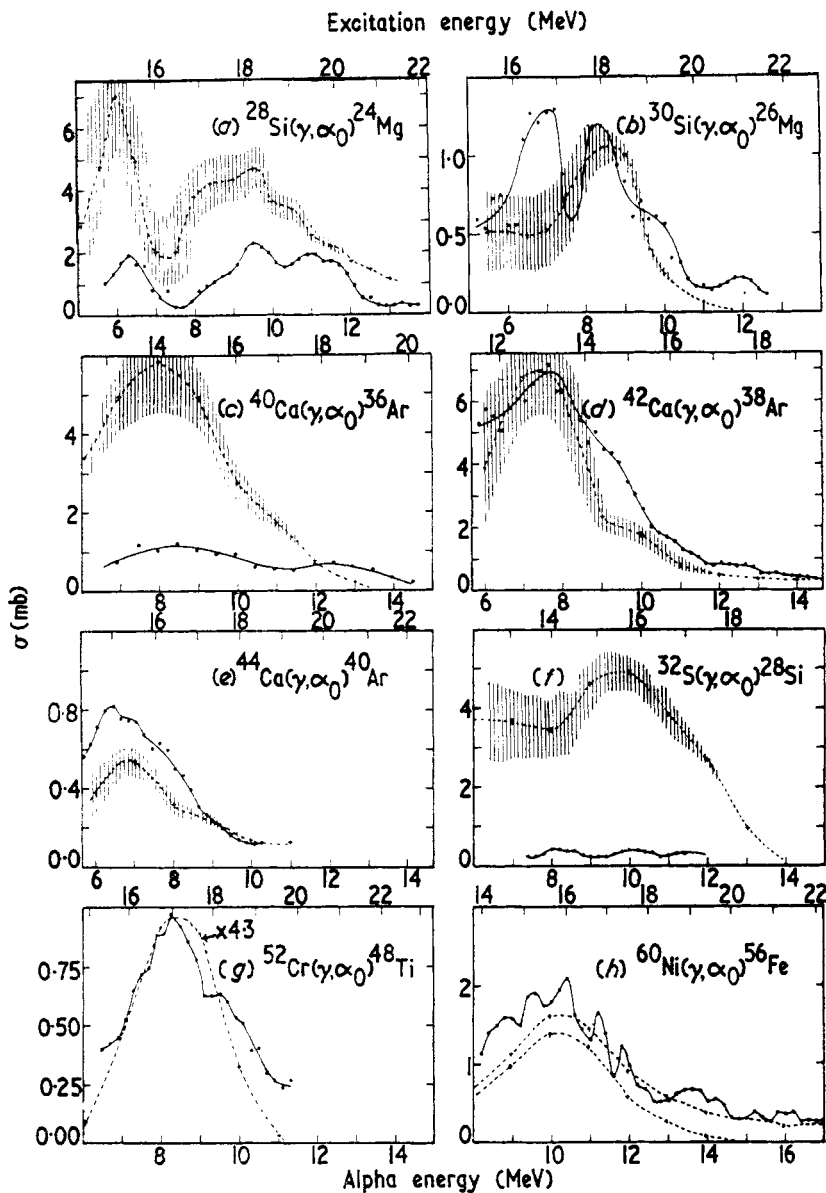 Excitation energy (MeV)
16 18 20 22
16 18 20 22
6
4
2
0
(a) ²⁸Si(γ,α₀)²⁴Mg
1·0
0·5
0·0
(b) ³⁰Si(γ,α₀)²⁶Mg
6 8 10 12
6 8 10 12
14 16 18 20
12 14 16 18
4
2
0
(c) ⁴⁰Ca(γ,α₀)³⁶Ar
6
4
2
0
(d) ⁴²Ca(γ,α₀)³⁸Ar
8 10 12 14
6 8 10 12 14
16 18 20 22
14 16 18
σ (mb)
0·8
0·4
0·0
(e) ⁴⁴Ca(γ,α₀)⁴⁰Ar
4
2
0
(f) ³²S(γ,α₀)²⁸Si
6 8 10 12 14
8 10 12 14
16 18 20 22
14 16 18 20 22
0·75
0·50
0·25
0·00
x43
(g) ⁵²Cr(γ,α₀)⁴⁸Ti
2
1
0
(h) ⁶⁰Ni(γ,α₀)⁵⁶Fe
8 10 12 14
8 10 12 14 16
Alpha energy (MeV)